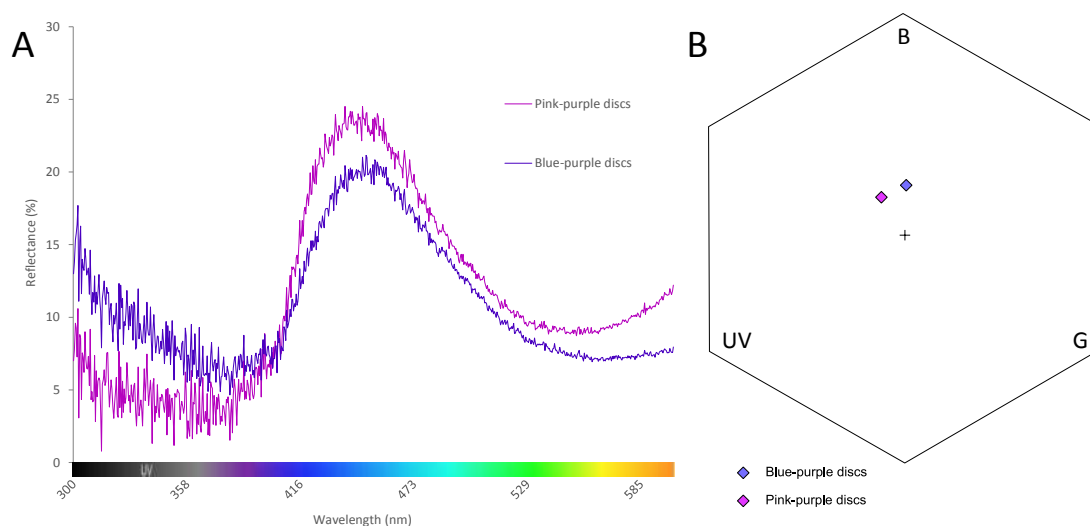 A
30
25
20
15
10
5
0
Reflectance (%)
Pink-purple discs
Blue-purple discs
UV
300
358
416
473
529
585
Wavelength (nm)
B
B
UV
G
Blue-purple discs
Pink-purple discs